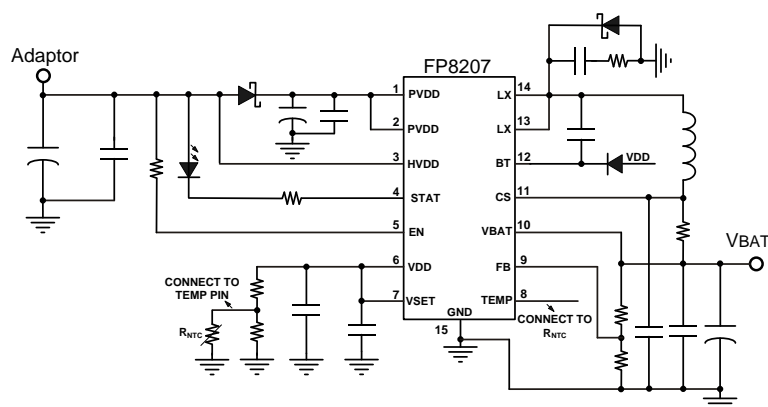 Adaptor
FP8207
1 PVDD
2 PVDD
3 HVDD
4 STAT
5 EN
6 VDD
7 VSET
14 LX
13 LX
12 BT
11 CS
10 VBAT
9 FB
8 TEMP
GND
15
VDD
VBAT
CONNECT TO
TEMP PIN
RNTC
CONNECT TO
RNTC